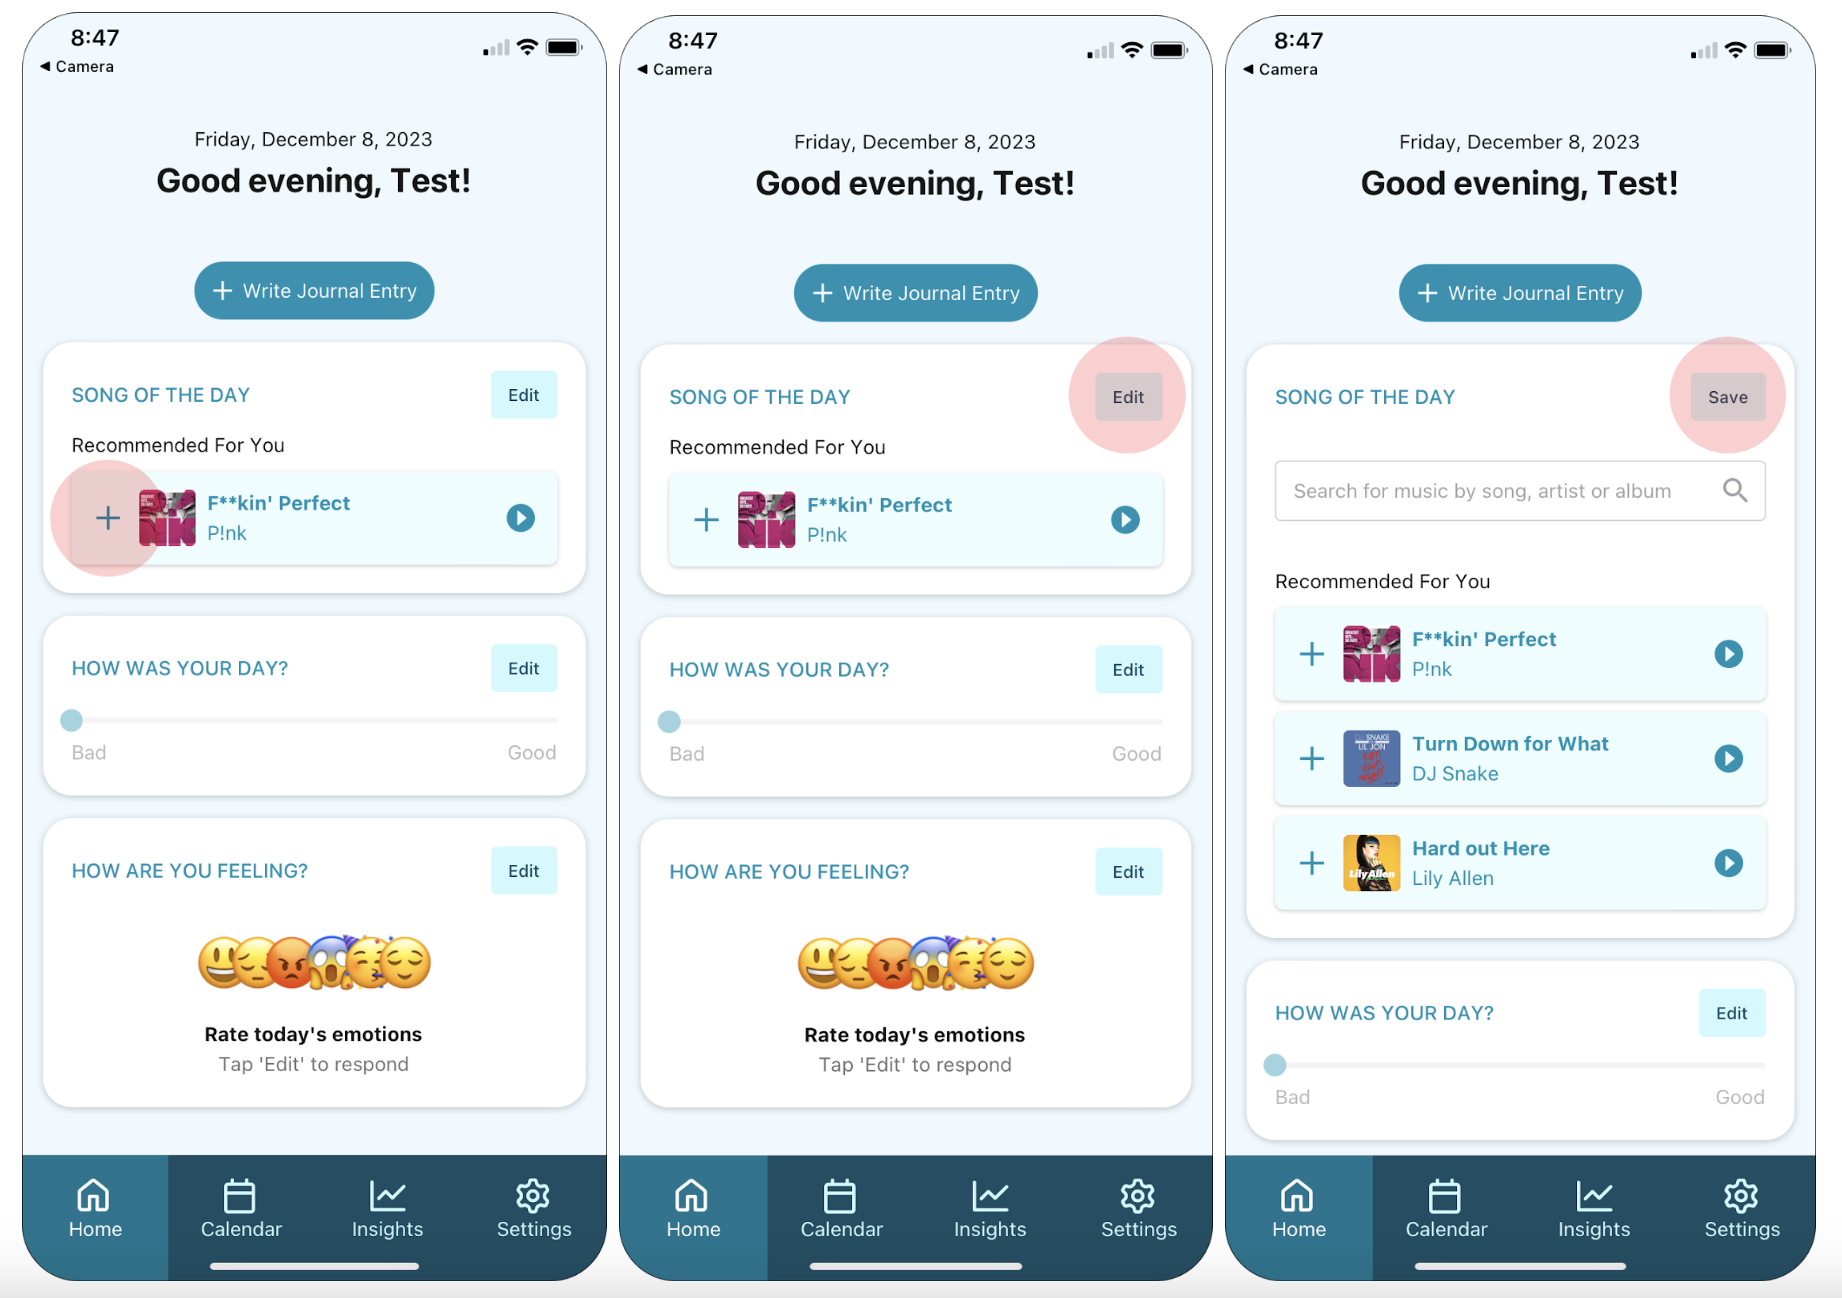 8:47
◀ Camera
Friday, December 8, 2023
Good evening, Test!
+ Write Journal Entry
SONG OF THE DAY
Edit
Recommended For You
F**kin' Perfect
P!nk
HOW WAS YOUR DAY?
Edit
Bad
Good
HOW ARE YOU FEELING?
Edit
Rate today's emotions
Tap 'Edit' to respond
Home
Calendar
Insights
Settings
8:47
◀ Camera
Friday, December 8, 2023
Good evening, Test!
+ Write Journal Entry
SONG OF THE DAY
Edit
Recommended For You
F**kin' Perfect
P!nk
HOW WAS YOUR DAY?
Edit
Bad
Good
HOW ARE YOU FEELING?
Edit
Rate today's emotions
Tap 'Edit' to respond
Home
Calendar
Insights
Settings
8:47
◀ Camera
Friday, December 8, 2023
Good evening, Test!
+ Write Journal Entry
SONG OF THE DAY
Save
Search for music by song, artist or album
Recommended For You
F**kin' Perfect
P!nk
DJ SNAKE
LIL JON
Turn Down for What
DJ Snake
Lily Allen
Hard out Here
Lily Allen
HOW WAS YOUR DAY?
Edit
Bad
Good
Home
Calendar
Insights
Settings